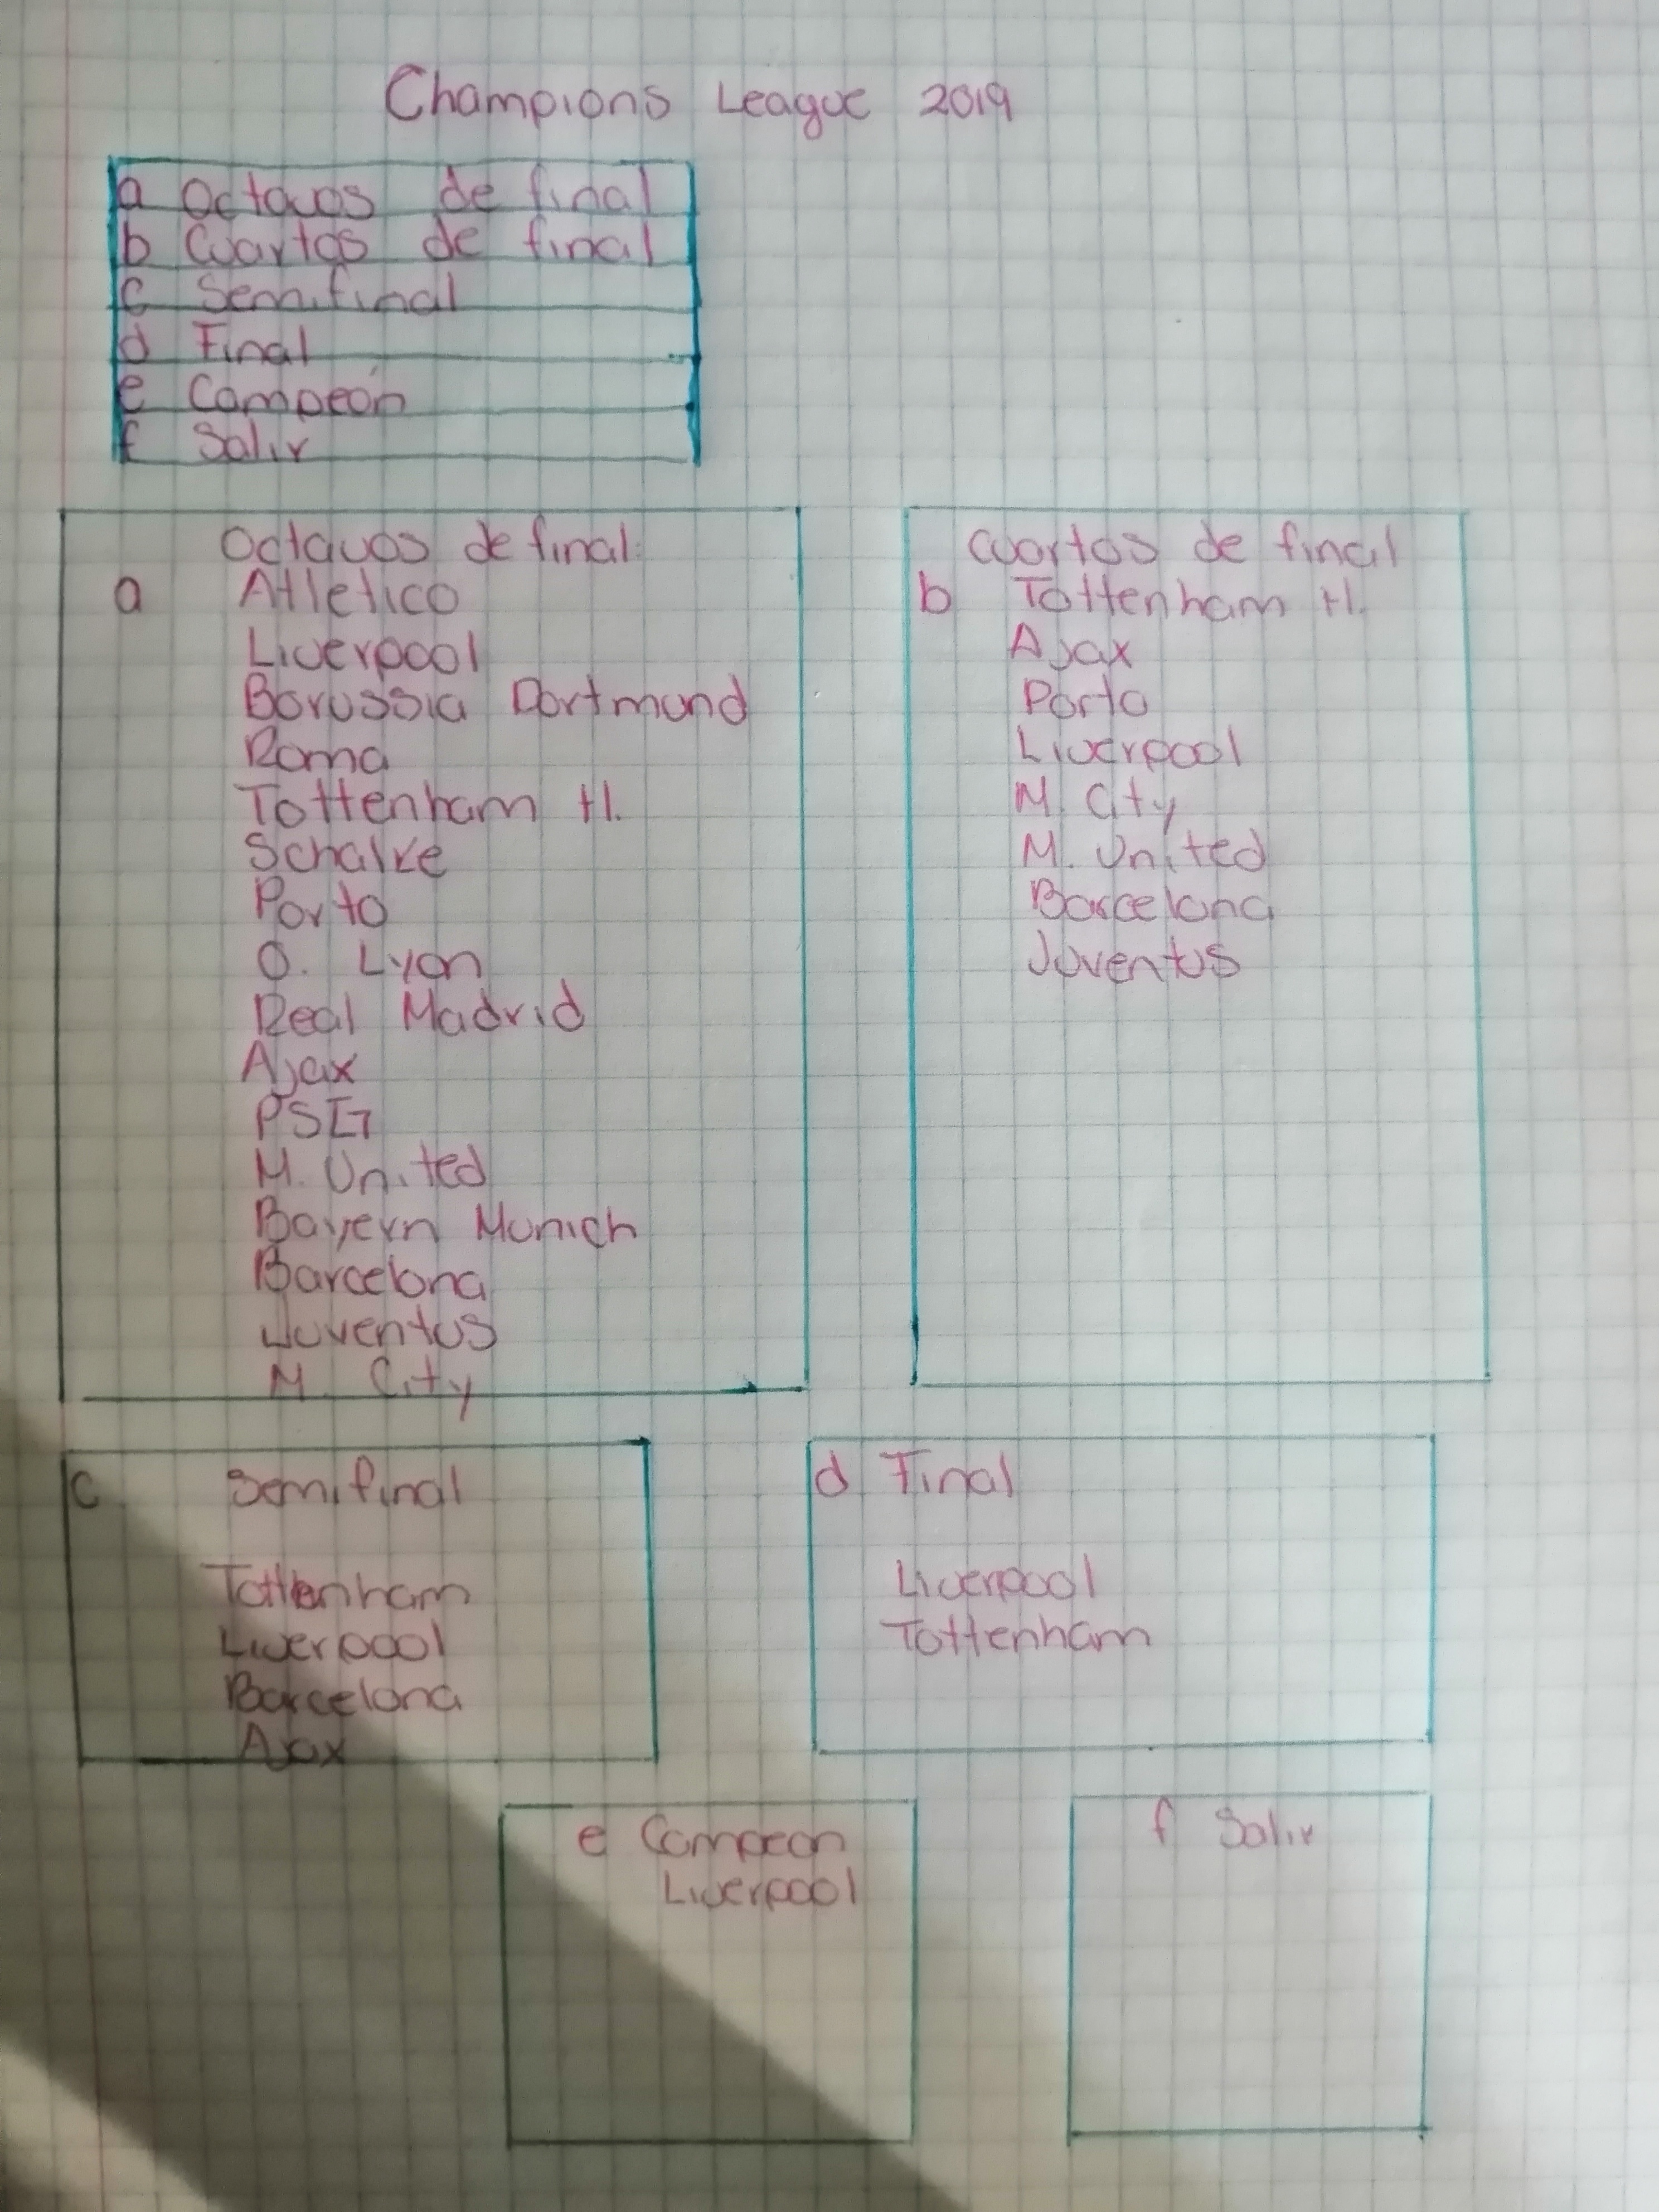 Champions League 2019
a Octavos de final
b Cuartos de final
c Semifinal
d Final
e Campeón
f Salir
Octavos de final:
a Atletico
Liverpool
Borussia Dortmund
Roma
Tottenham H.
Schalke
Porto
O. Lyon
Real Madrid
Ajax
PSG
M. United
Bayern Munich
Barcelona
Juventus
M. City
Cuartos de final
b Tottenham H.
Ajax
Porto
Liverpool
M. City
M. United
Barcelona
Juventus
c Semifinal
Tottenham
Liverpool
Barcelona
Ajax
d Final
Liverpool
Tottenham
e Campeon
Liverpool
f Salir